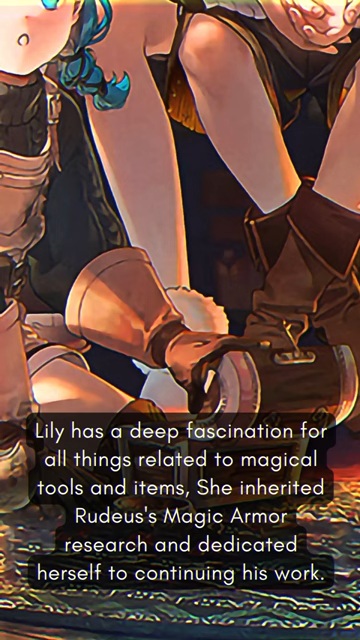 Lily has a deep fascination for
all things related to magical
tools and items, She inherited
Rudeus's Magic Armor
research and dedicated
herself to continuing his work.